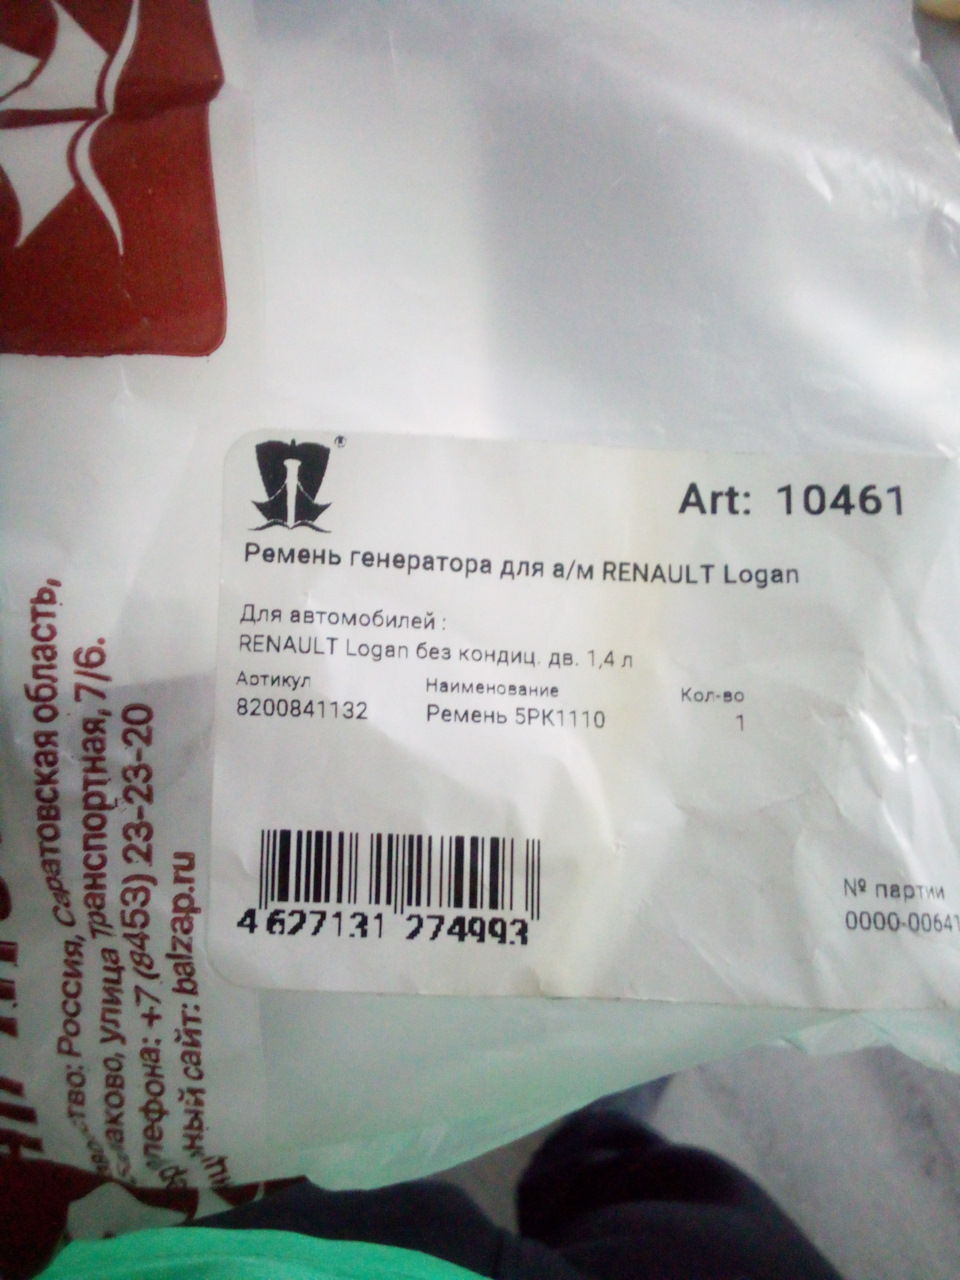 ®
Art: 10461
Ремень генератора для а/м RENAULT Logan
Для автомобилей :
RENAULT Logan без кондиц. дв. 1,4 л
Артикул Наименование Кол-во
8200841132 Ремень 5PK1110 1
4 627131 274993
№ партии
0000-00641
Россия, Саратовская область,
улица Транспортная, 7/6.
+7 (8453) 23-23-20
сайт: balzap.ru